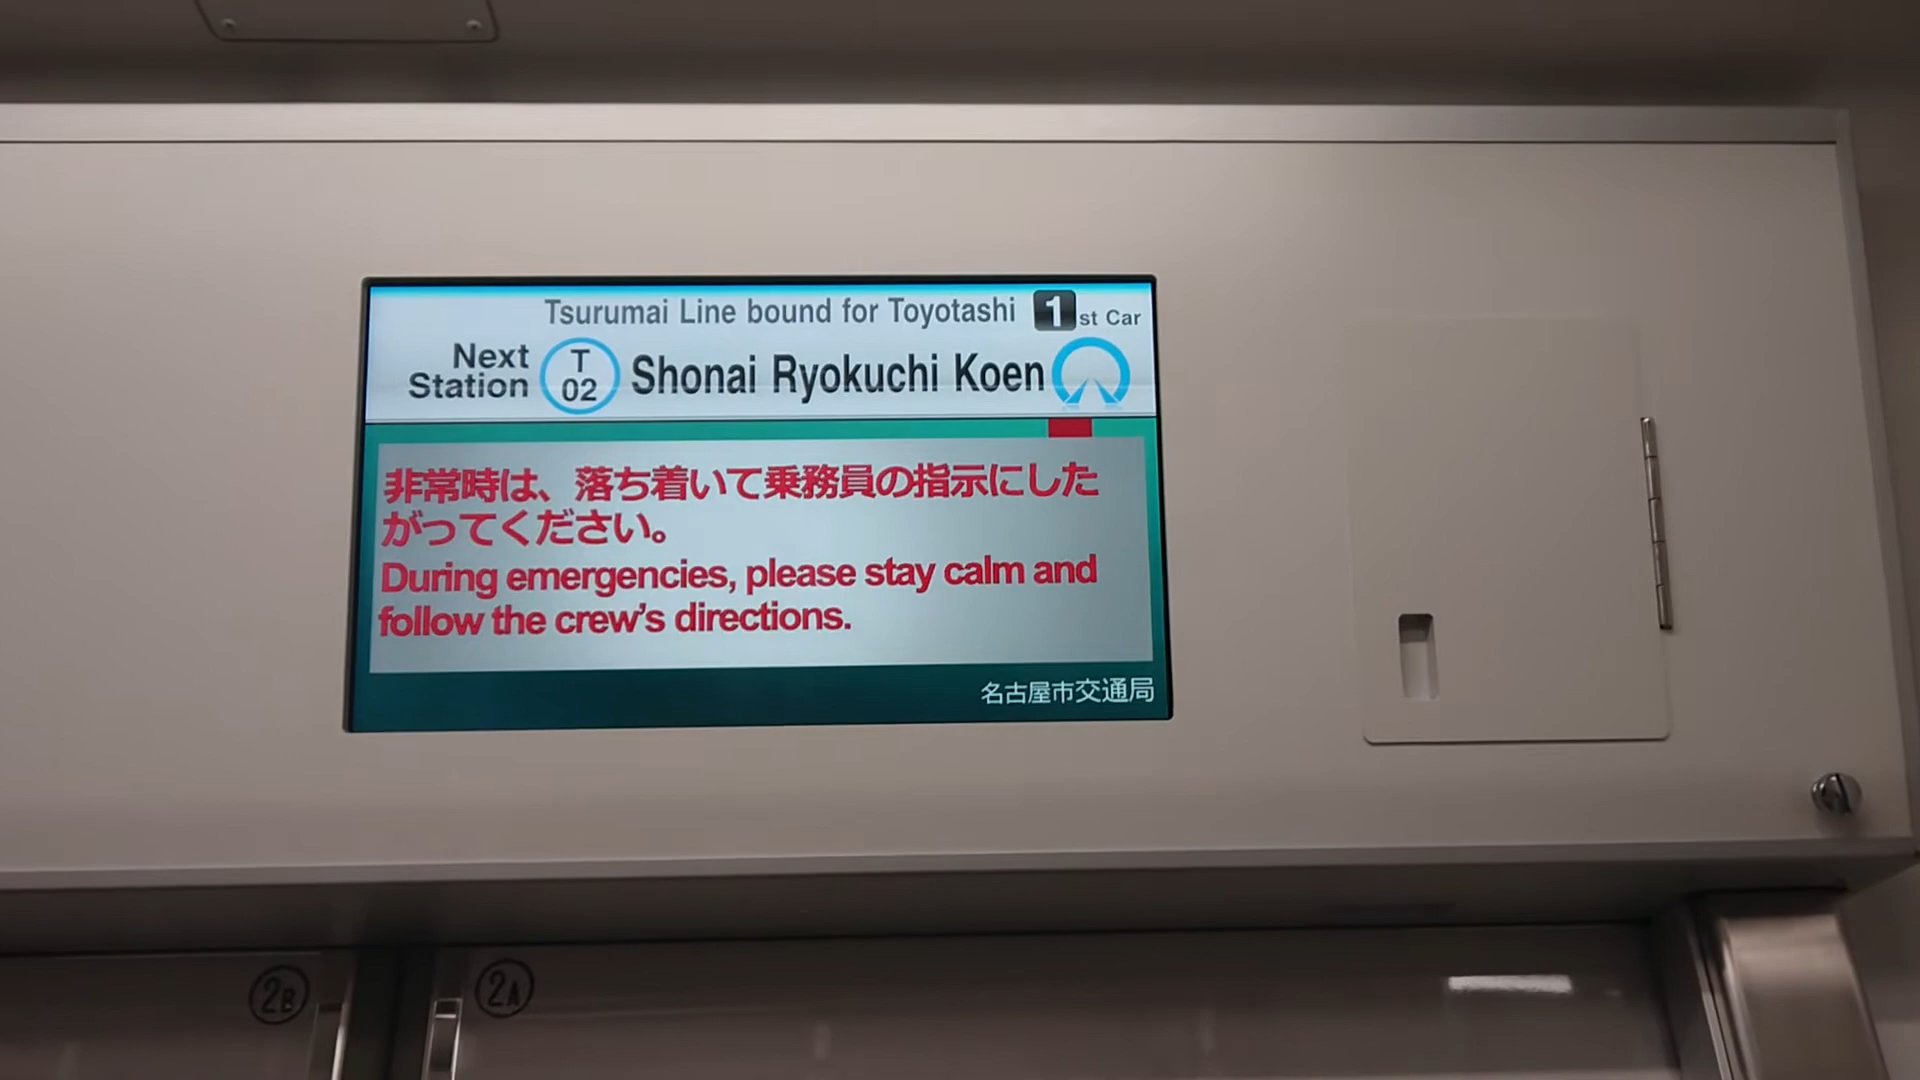 Tsurumai Line bound for Toyotashi 1st Car
Next Station T 02 Shonai Ryokuchi Koen
非常時は、落ち着いて乗務員の指示にした
がってください。
During emergencies, please stay calm and
follow the crew's directions.
名古屋市交通局
2B 2A